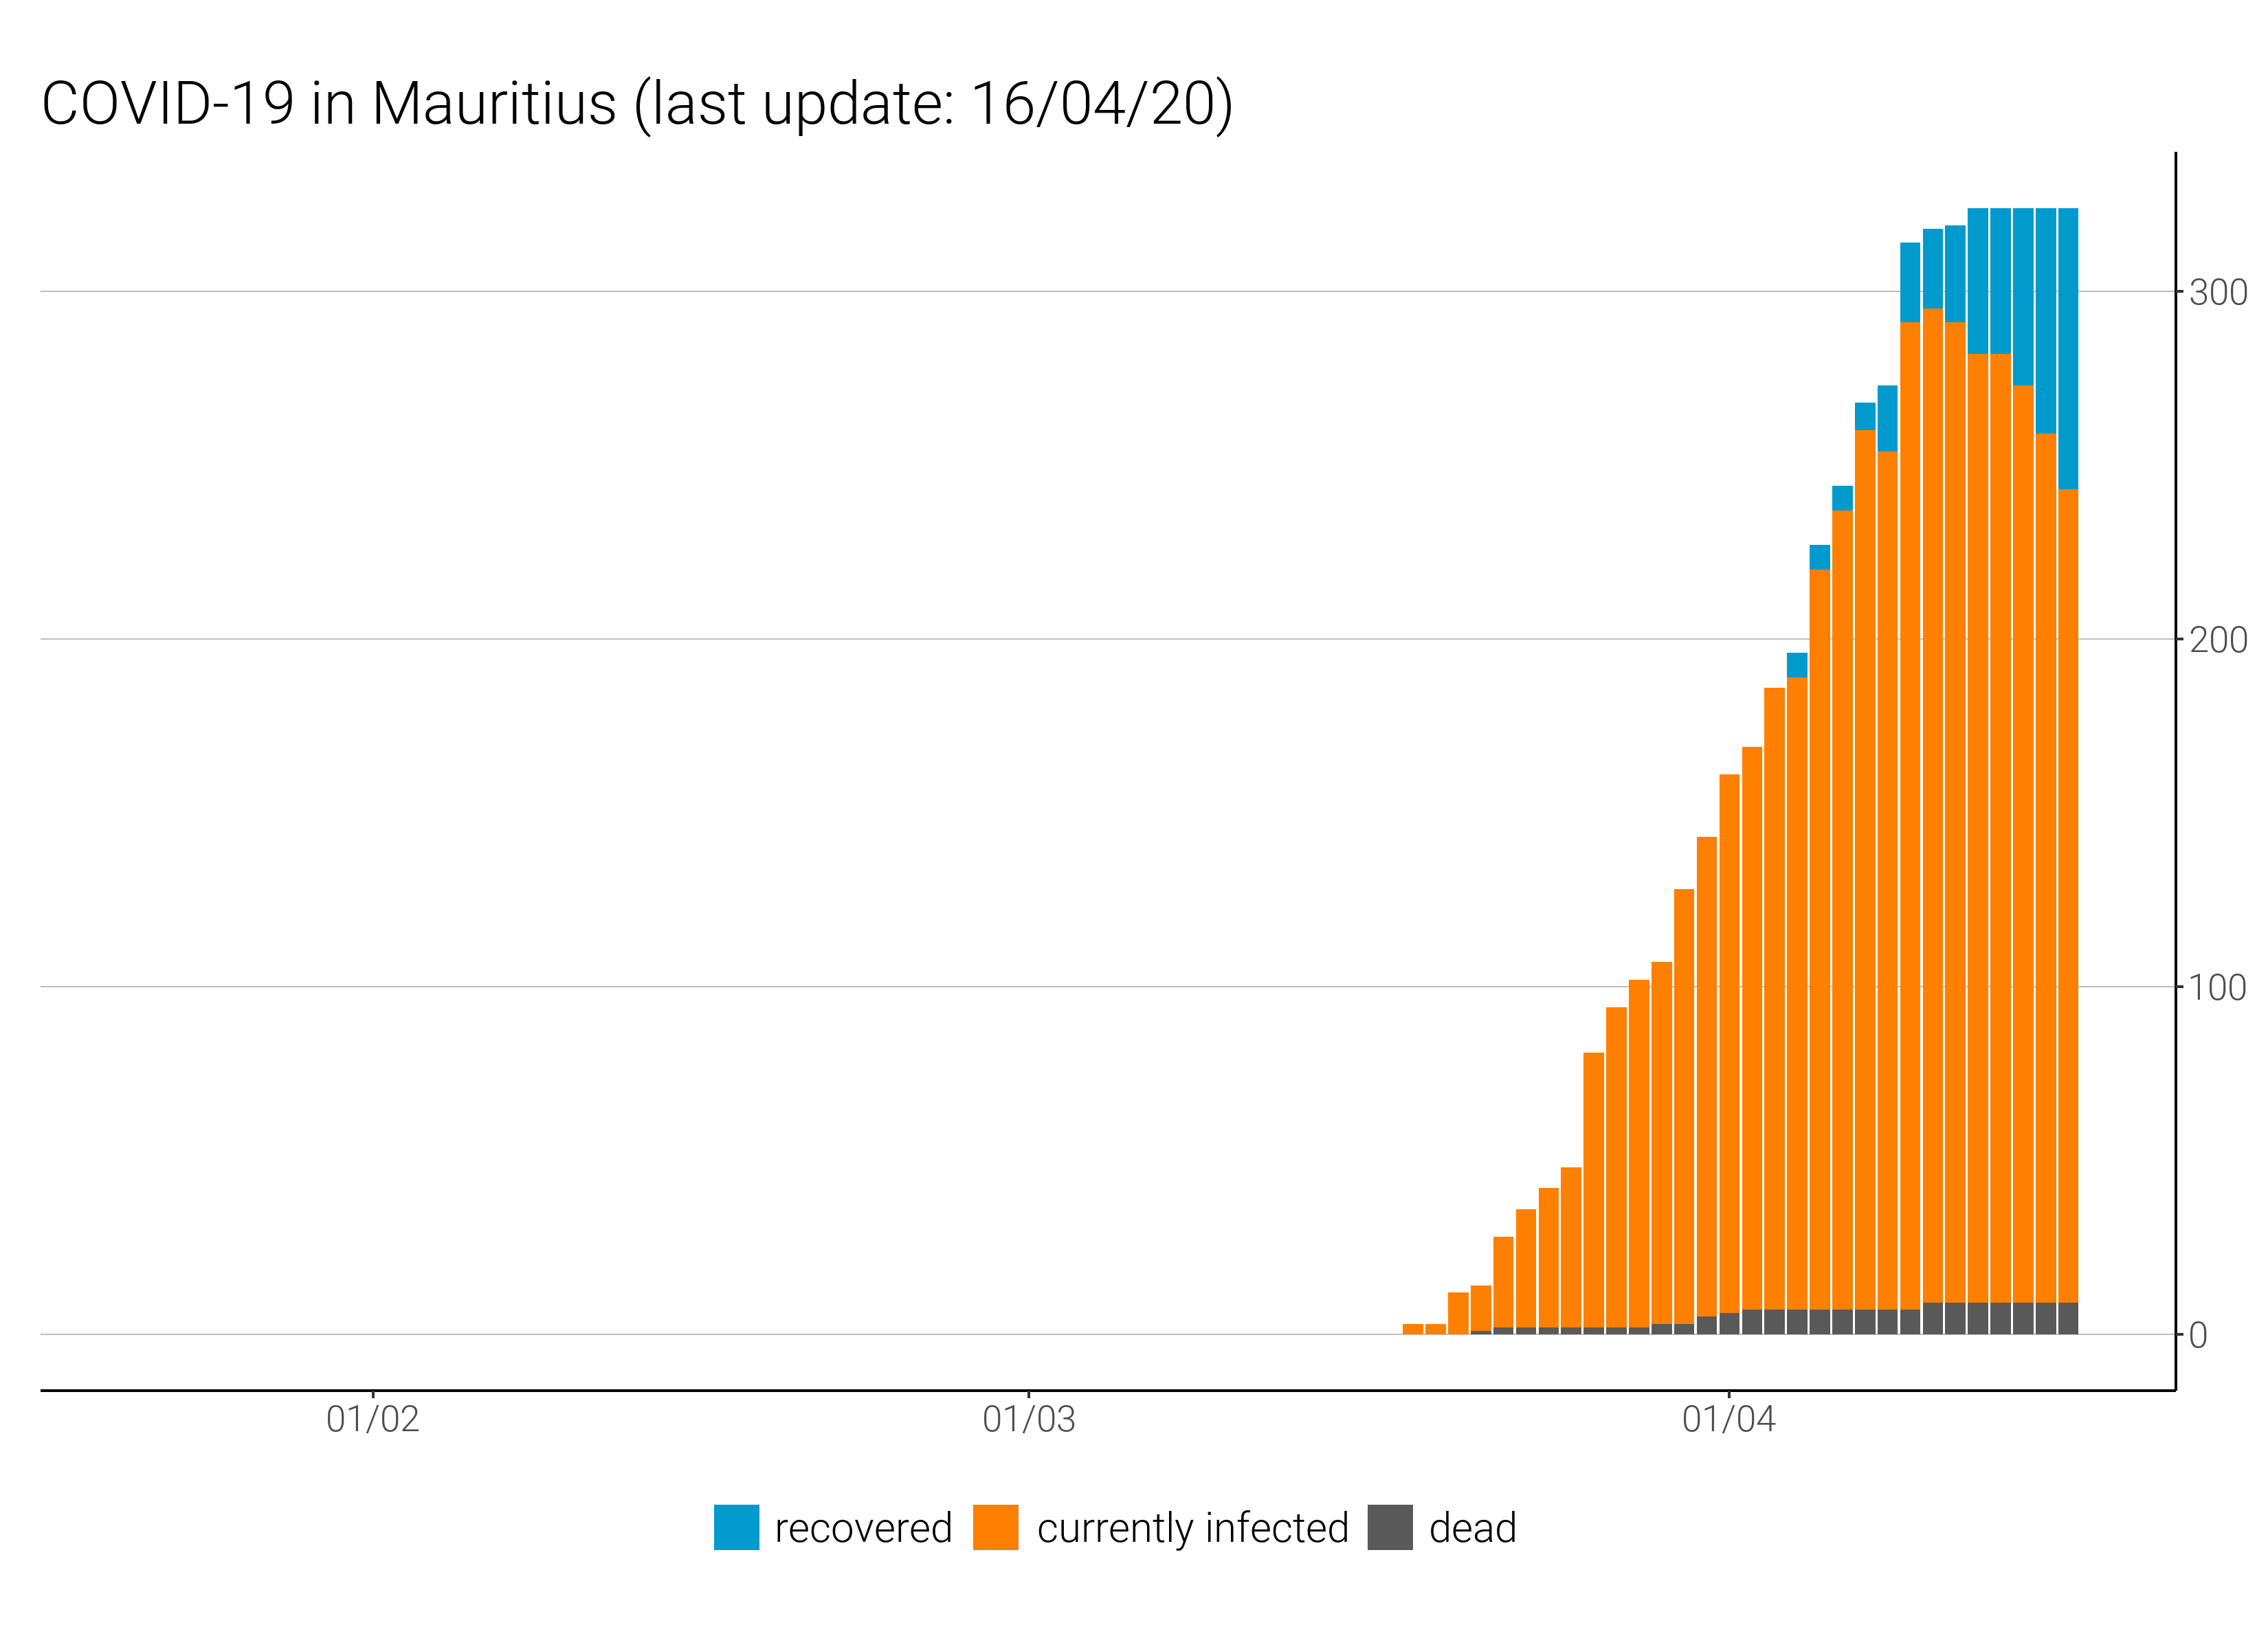 COVID-19 in Mauritius (last update: 16/04/20)
300
200
100
0
01/02 01/03 01/04
recovered currently infected dead